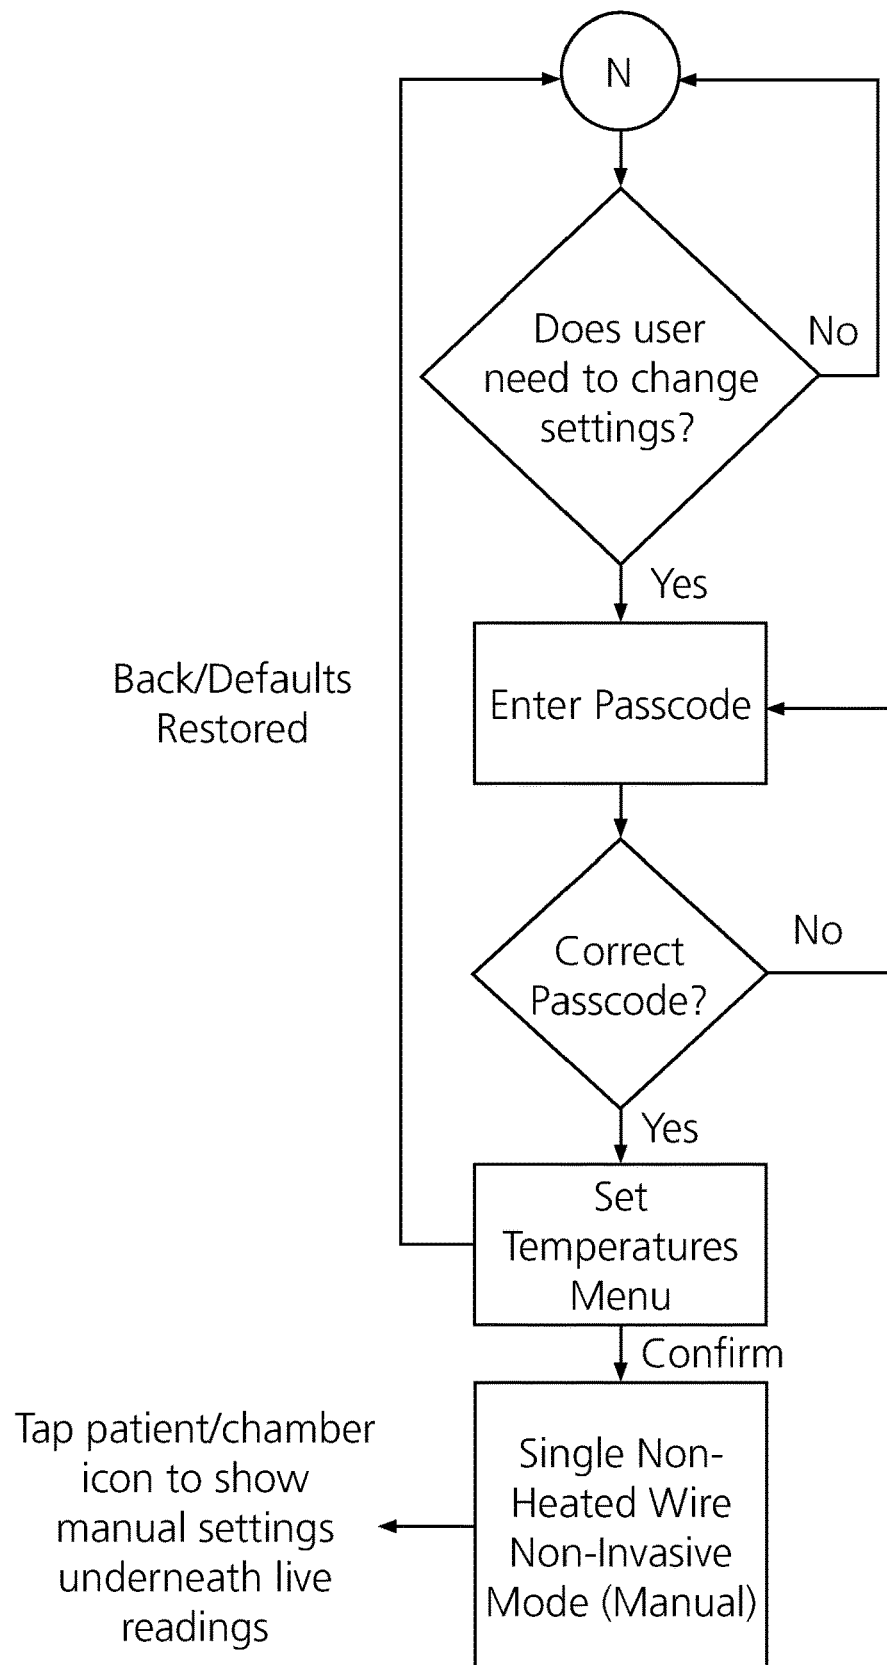 N
Does user
need to change
settings?
No
Yes
Back/Defaults
Restored
Enter Passcode
Correct
Passcode?
No
Yes
Set
Temperatures
Menu
Confirm
Tap patient/chamber
icon to show
manual settings
underneath live
readings
Single Non-
Heated Wire
Non-Invasive
Mode (Manual)